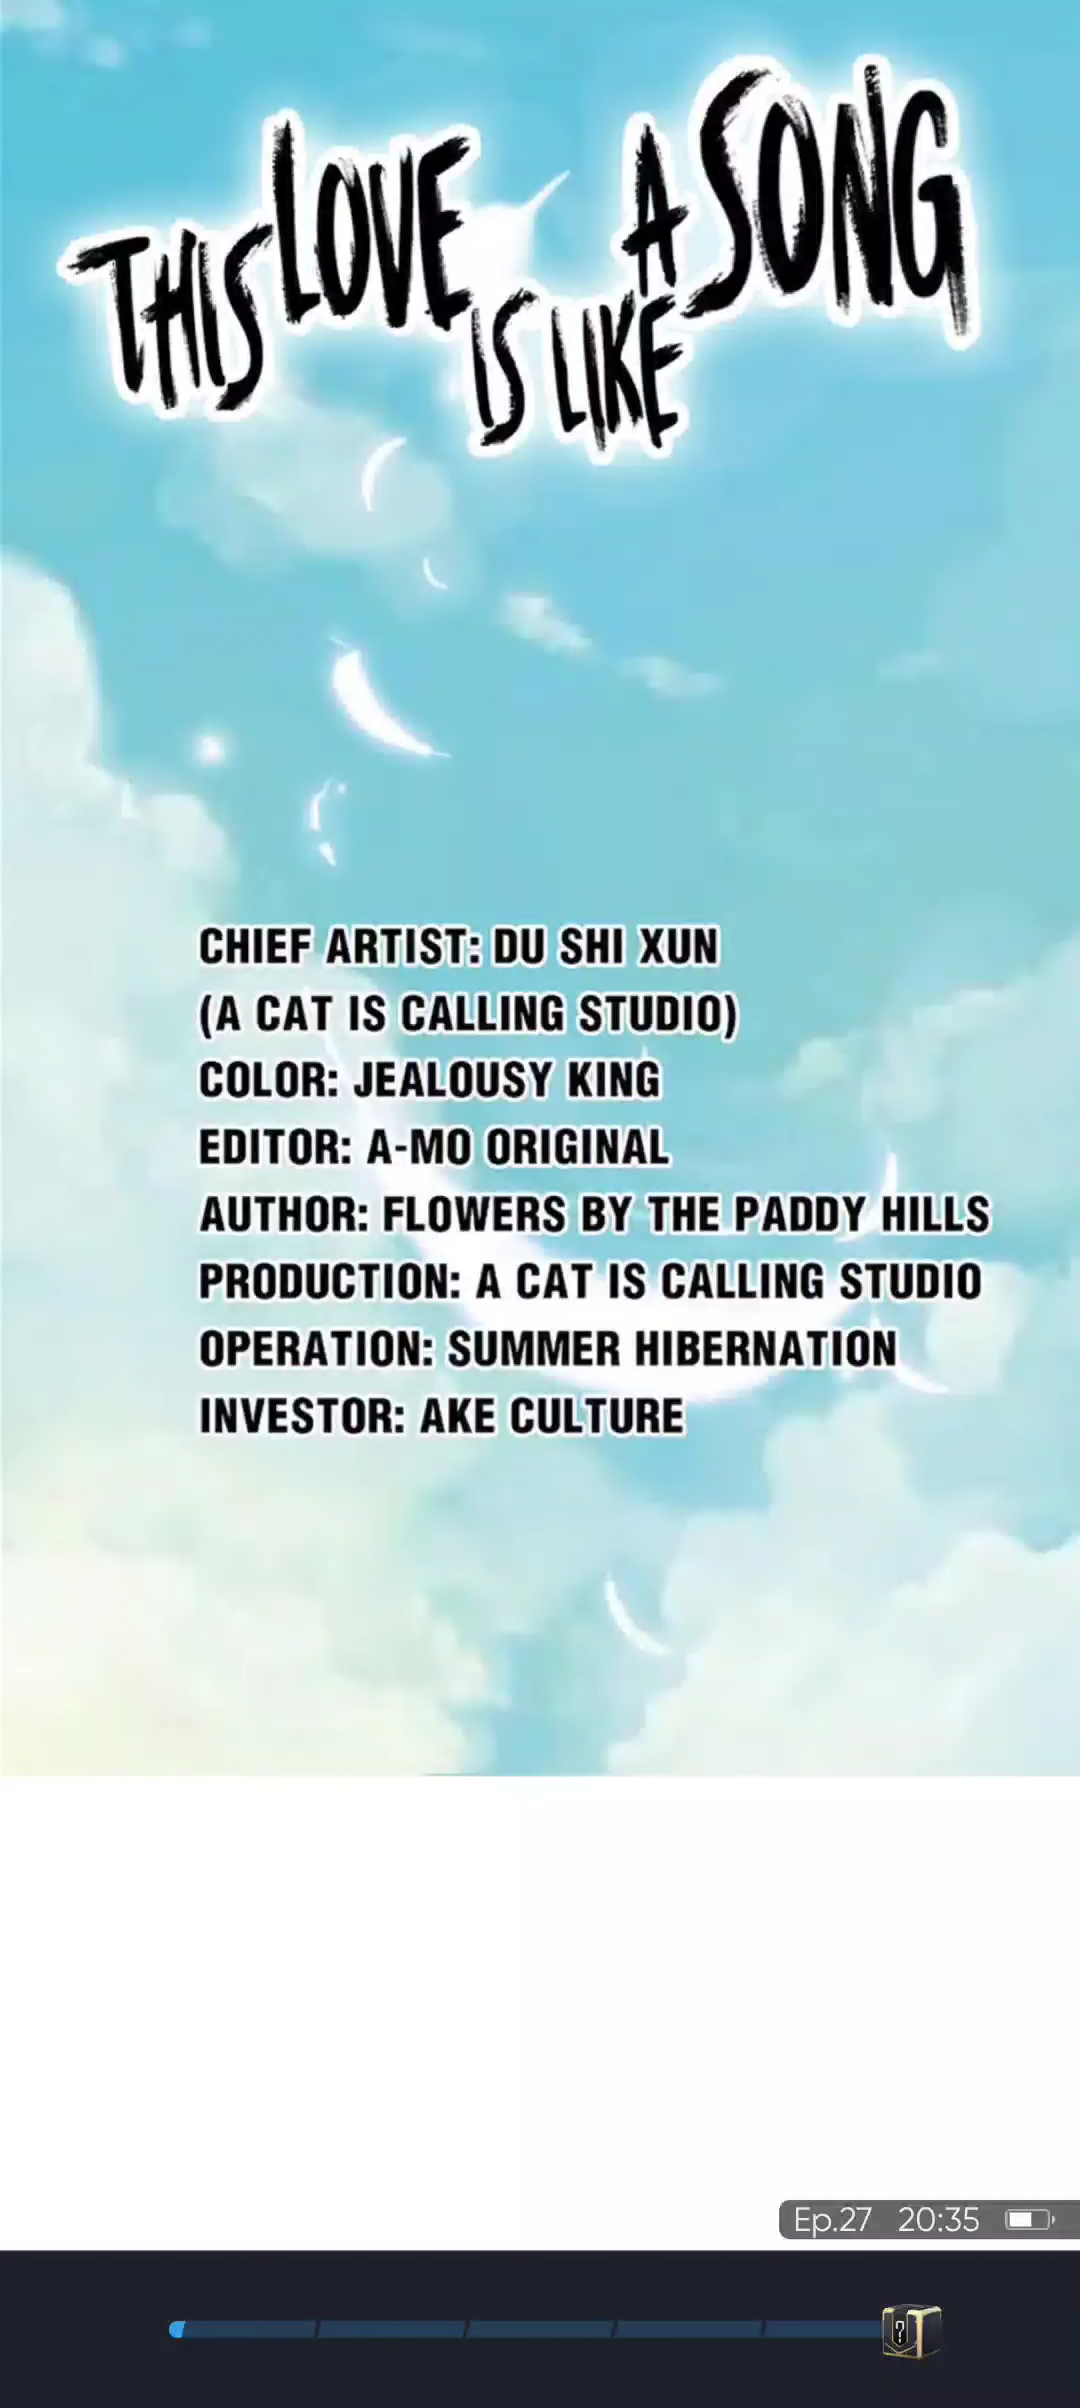 THIS LOVE IS LIKE A SONG
CHIEF ARTIST: DU SHI XUN
(A CAT IS CALLING STUDIO)
COLOR: JEALOUSY KING
EDITOR: A-MO ORIGINAL
AUTHOR: FLOWERS BY THE PADDY HILLS
PRODUCTION: A CAT IS CALLING STUDIO
OPERATION: SUMMER HIBERNATION
INVESTOR: AKE CULTURE
Ep.27 20:35
?